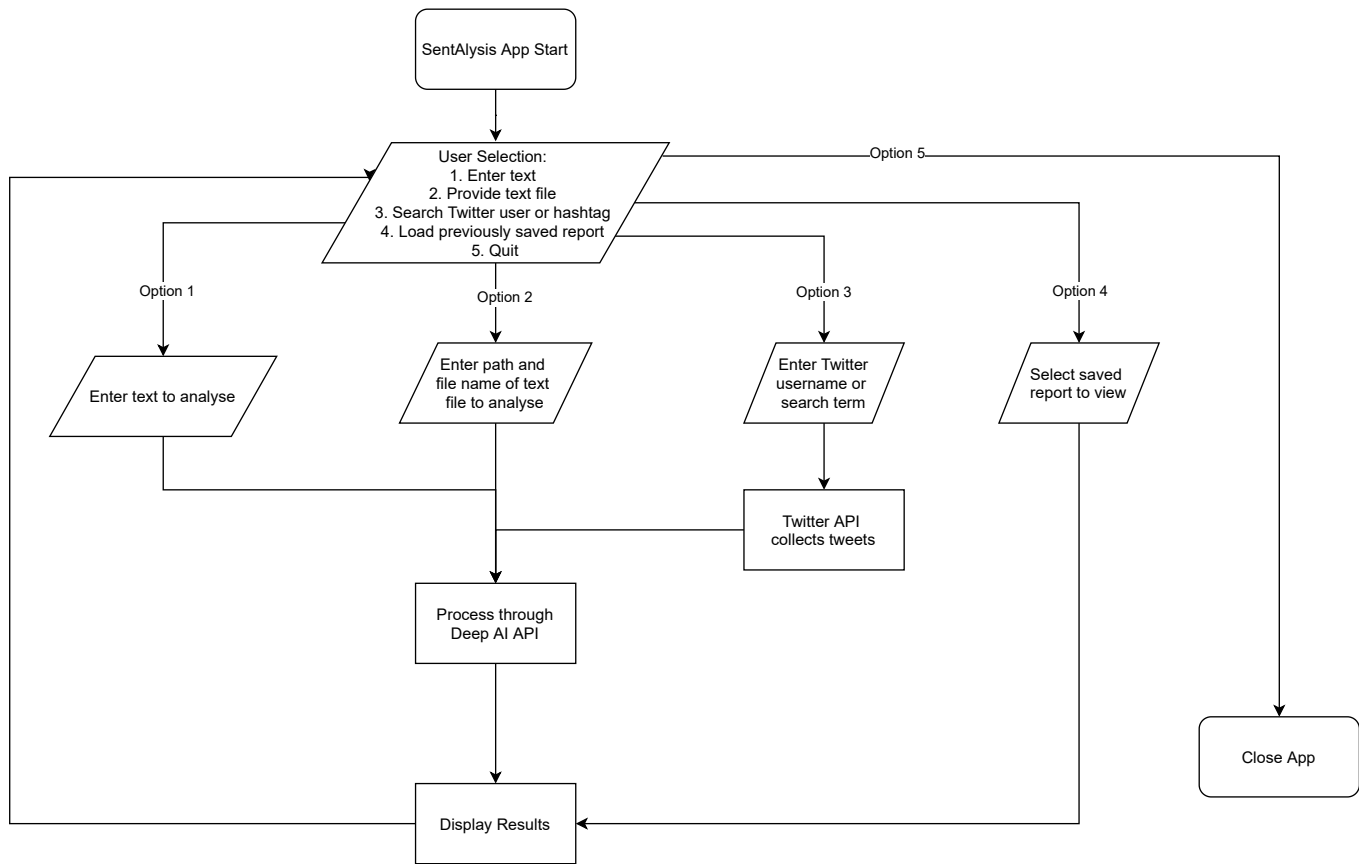 SentAlysis App Start
User Selection:
1. Enter text
2. Provide text file
3. Search Twitter user or hashtag
4. Load previously saved report
5. Quit
Option 5
Option 1
Option 2
Option 3
Option 4
Enter text to analyse
Enter path and
file name of text
file to analyse
Enter Twitter
username or
search term
Select saved
report to view
Twitter API
collects tweets
Process through
Deep AI API
Close App
Display Results